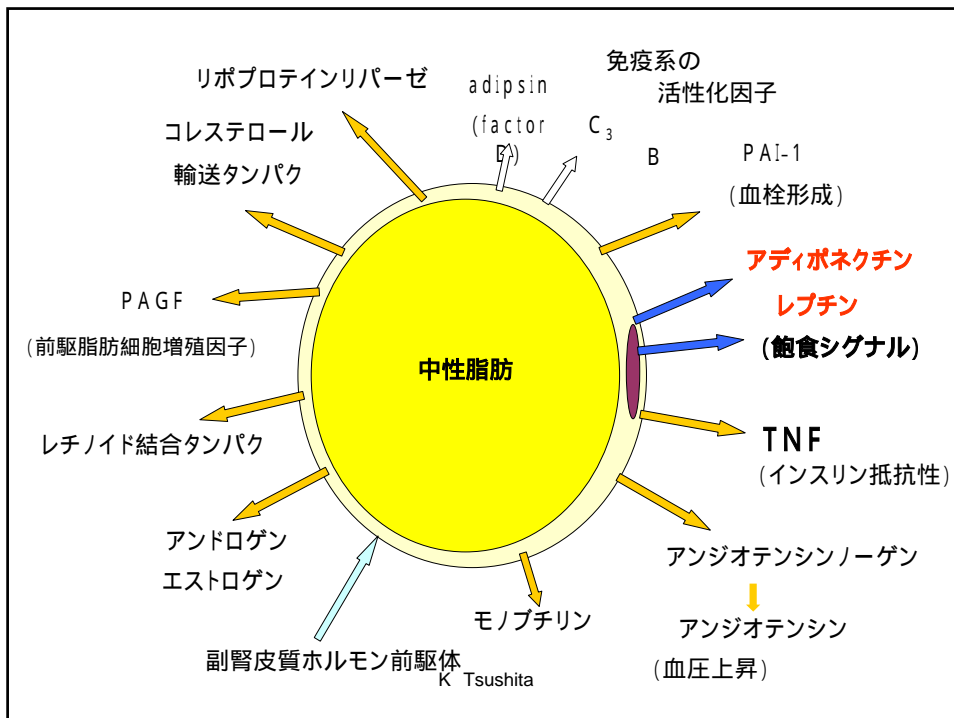 リポプロテインリパーゼ
コレステロール
輸送タンパク
adipsin
(factor D)
C3
B
免疫系の
活性化因子
PAI-1
(血栓形成)
アディポネクチン
レプチン
(飽食シグナル)
PAGF
(前駆脂肪細胞増殖因子)
中性脂肪
レチノイド結合タンパク
TNF
(インスリン抵抗性)
アンドロゲン
エストロゲン
アンジオテンシンノーゲン
アンジオテンシン
(血圧上昇)
モノブチリン
副腎皮質ホルモン前駆体
K Tsushita